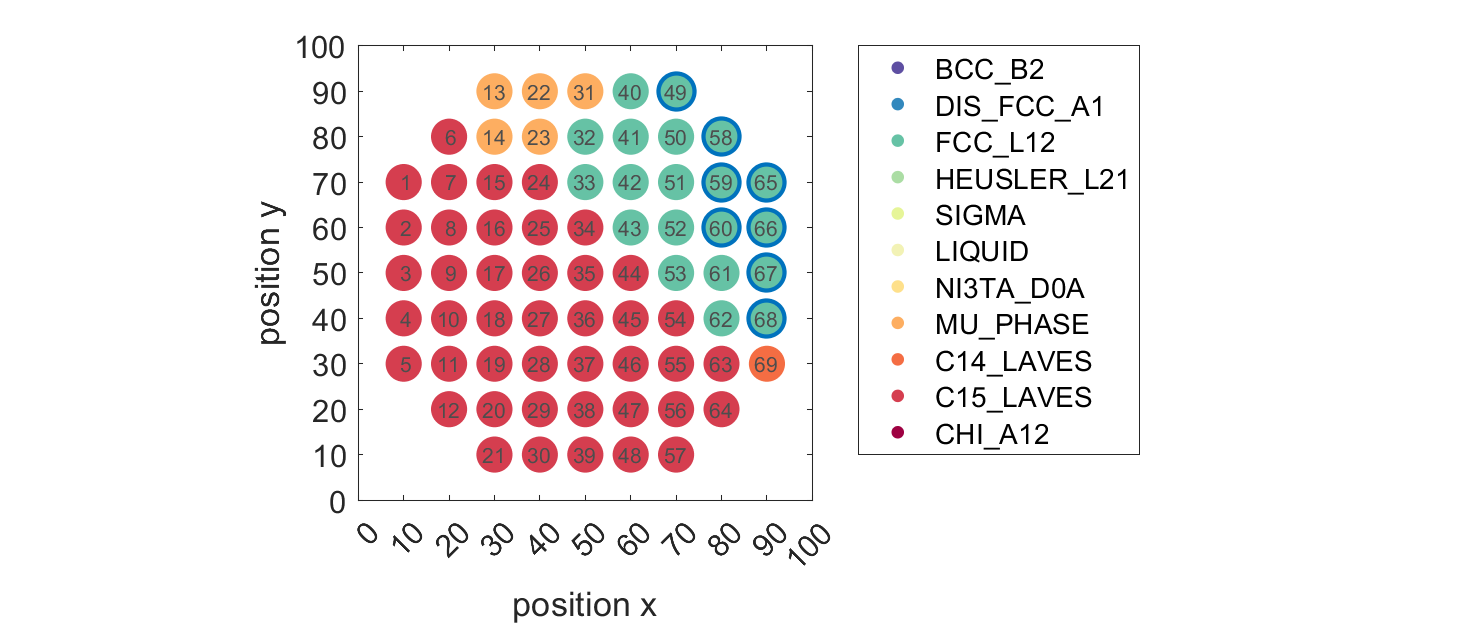 100
90 13 22 31 40 49
80 6 14 23 32 41 50 58
70 1 7 15 24 33 42 51 59 65
60 2 8 16 25 34 43 52 60 66
50 3 9 17 26 35 44 53 61 67
40 4 10 18 27 36 45 54 62 68
30 5 11 19 28 37 46 55 63 69
20 12 20 29 38 47 56 64
10 21 30 39 48 57
0
0 10 20 30 40 50 60 70 80 90 100
position x
position y
BCC_B2
DIS_FCC_A1
FCC_L12
HEUSLER_L21
SIGMA
LIQUID
NI3TA_D0A
MU_PHASE
C14_LAVES
C15_LAVES
CHI_A12